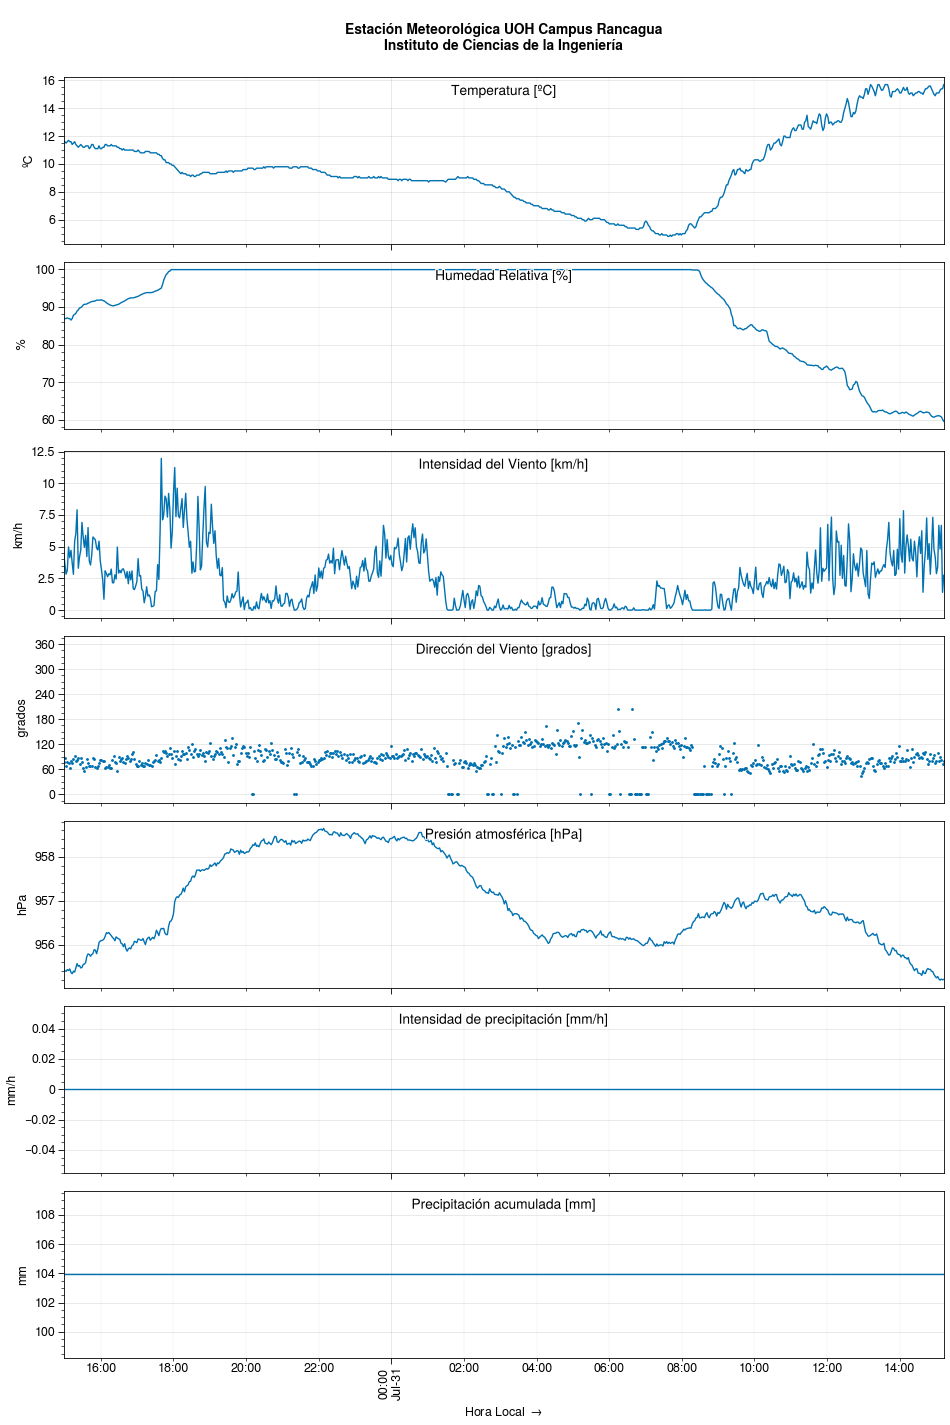 Estación Meteorológica UOH Campus Rancagua
Instituto de Ciencias de la Ingeniería
Temperatura [ºC]
ºC
16
14
12
10
8
6
Humedad Relativa [%]
%
100
90
80
70
60
Intensidad del Viento [km/h]
km/h
12.5
10
7.5
5
2.5
0
Dirección del Viento [grados]
grados
360
300
240
180
120
60
0
Presión atmosférica [hPa]
hPa
958
957
956
Intensidad de precipitación [mm/h]
mm/h
0.04
0.02
0
−0.02
−0.04
Precipitación acumulada [mm]
mm
108
106
104
102
100
16:00 18:00 20:00 22:00 00:00 02:00 04:00 06:00 08:00 10:00 12:00 14:00
Jul-31
Hora Local →